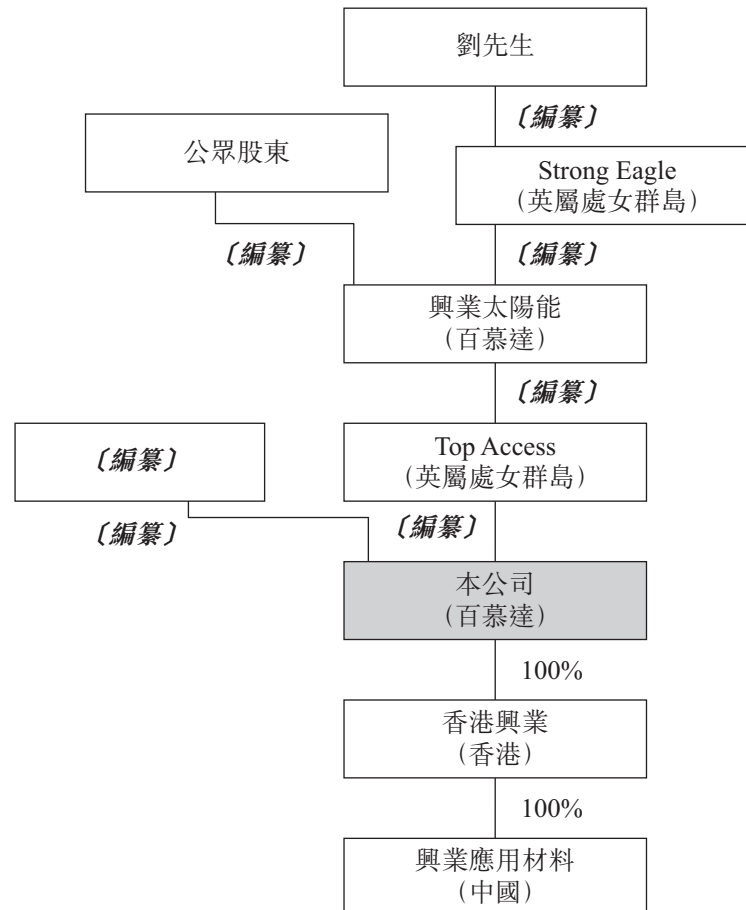 劉先生
〔編纂〕
公眾股東
Strong Eagle
（英屬處女群島）
〔編纂〕
〔編纂〕
興業太陽能
（百慕達）
〔編纂〕
〔編纂〕
Top Access
（英屬處女群島）
〔編纂〕
〔編纂〕
本公司
（百慕達）
100%
香港興業
（香港）
100%
興業應用材料
（中國）